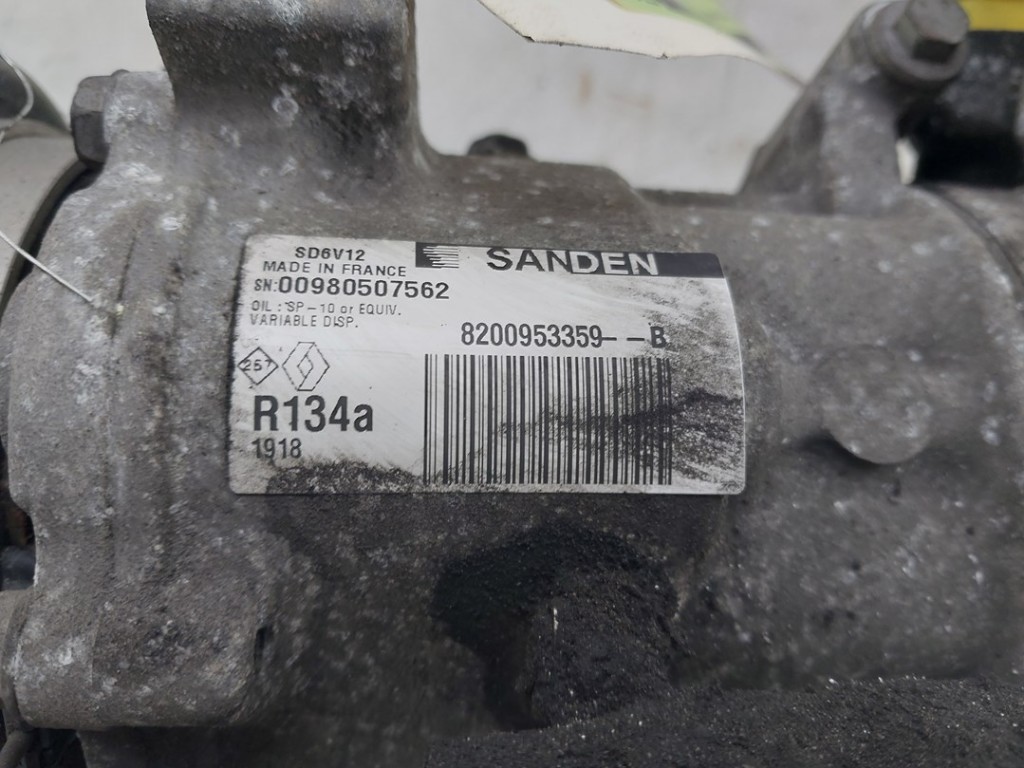 SD6V12
MADE IN FRANCE
SANDEN
SN:00980507562
OIL : SP-10 or EQUIV.
VARIABLE DISP.
8200953359--B
257
R134a
1918